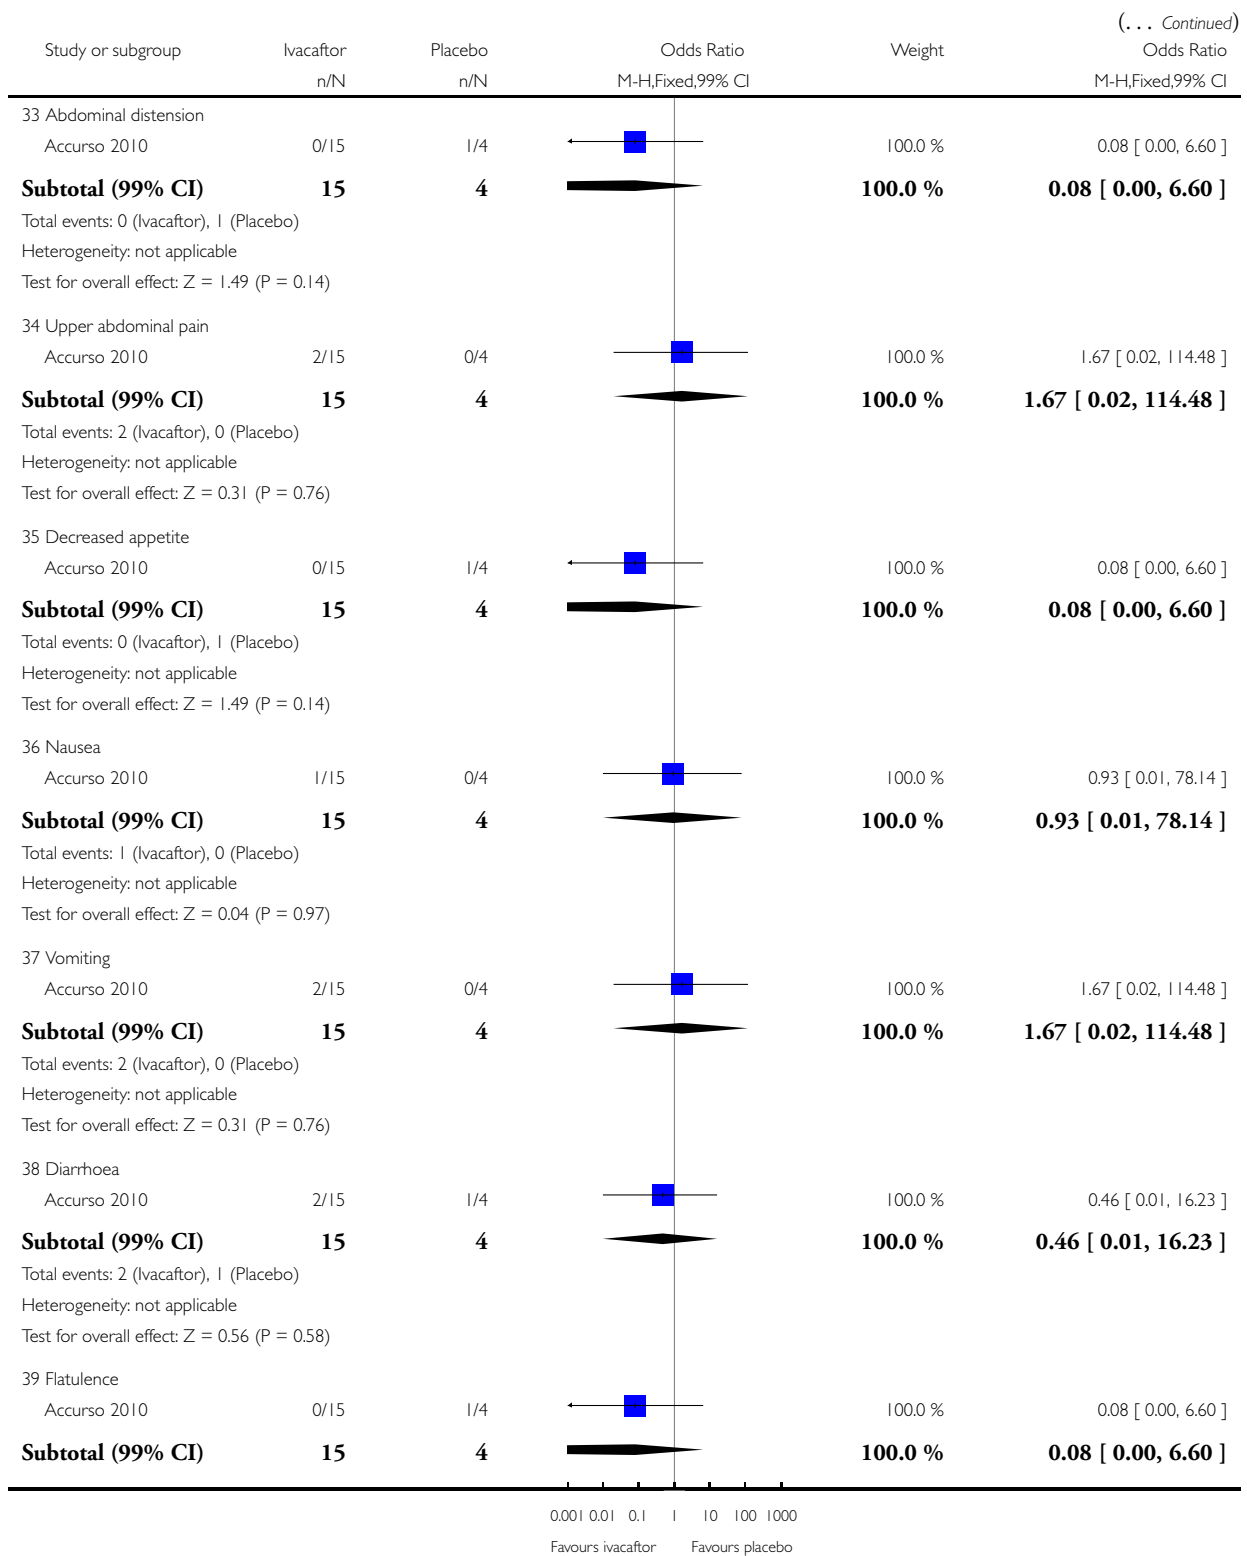 (... Continued)
Study or subgroup Ivacaftor Placebo Odds Ratio Weight Odds Ratio
n/N n/N M-H,Fixed,99% CI M-H,Fixed,99% CI
33 Abdominal distension
Accurso 2010 0/15 1/4 100.0 % 0.08 [ 0.00, 6.60 ]
Subtotal (99% CI) 15 4 100.0 % 0.08 [ 0.00, 6.60 ]
Total events: 0 (Ivacaftor), 1 (Placebo)
Heterogeneity: not applicable
Test for overall effect: Z = 1.49 (P = 0.14)
34 Upper abdominal pain
Accurso 2010 2/15 0/4 100.0 % 1.67 [ 0.02, 114.48 ]
Subtotal (99% CI) 15 4 100.0 % 1.67 [ 0.02, 114.48 ]
Total events: 2 (Ivacaftor), 0 (Placebo)
Heterogeneity: not applicable
Test for overall effect: Z = 0.31 (P = 0.76)
35 Decreased appetite
Accurso 2010 0/15 1/4 100.0 % 0.08 [ 0.00, 6.60 ]
Subtotal (99% CI) 15 4 100.0 % 0.08 [ 0.00, 6.60 ]
Total events: 0 (Ivacaftor), 1 (Placebo)
Heterogeneity: not applicable
Test for overall effect: Z = 1.49 (P = 0.14)
36 Nausea
Accurso 2010 1/15 0/4 100.0 % 0.93 [ 0.01, 78.14 ]
Subtotal (99% CI) 15 4 100.0 % 0.93 [ 0.01, 78.14 ]
Total events: 1 (Ivacaftor), 0 (Placebo)
Heterogeneity: not applicable
Test for overall effect: Z = 0.04 (P = 0.97)
37 Vomiting
Accurso 2010 2/15 0/4 100.0 % 1.67 [ 0.02, 114.48 ]
Subtotal (99% CI) 15 4 100.0 % 1.67 [ 0.02, 114.48 ]
Total events: 2 (Ivacaftor), 0 (Placebo)
Heterogeneity: not applicable
Test for overall effect: Z = 0.31 (P = 0.76)
38 Diarrhoea
Accurso 2010 2/15 1/4 100.0 % 0.46 [ 0.01, 16.23 ]
Subtotal (99% CI) 15 4 100.0 % 0.46 [ 0.01, 16.23 ]
Total events: 2 (Ivacaftor), 1 (Placebo)
Heterogeneity: not applicable
Test for overall effect: Z = 0.56 (P = 0.58)
39 Flatulence
Accurso 2010 0/15 1/4 100.0 % 0.08 [ 0.00, 6.60 ]
Subtotal (99% CI) 15 4 100.0 % 0.08 [ 0.00, 6.60 ]
0.001 0.01 0.1 1 10 100 1000
Favours ivacaftor Favours placebo